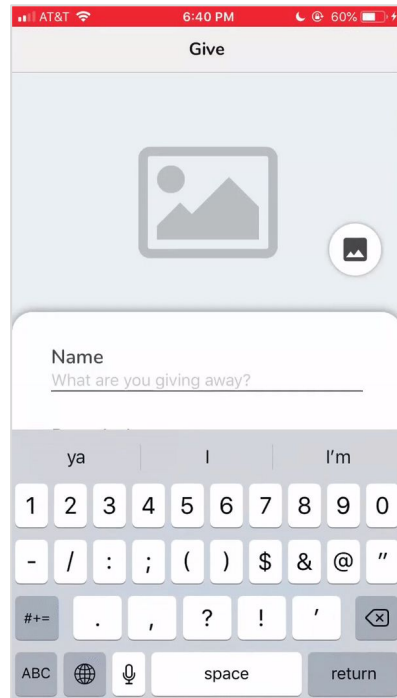 AT&T 6:40 PM 60%
Give
Name
What are you giving away?
ya I I'm
1 2 3 4 5 6 7 8 9 0
- / : ; ( ) $ & @ "
#+= . , ? ! '
ABC space return